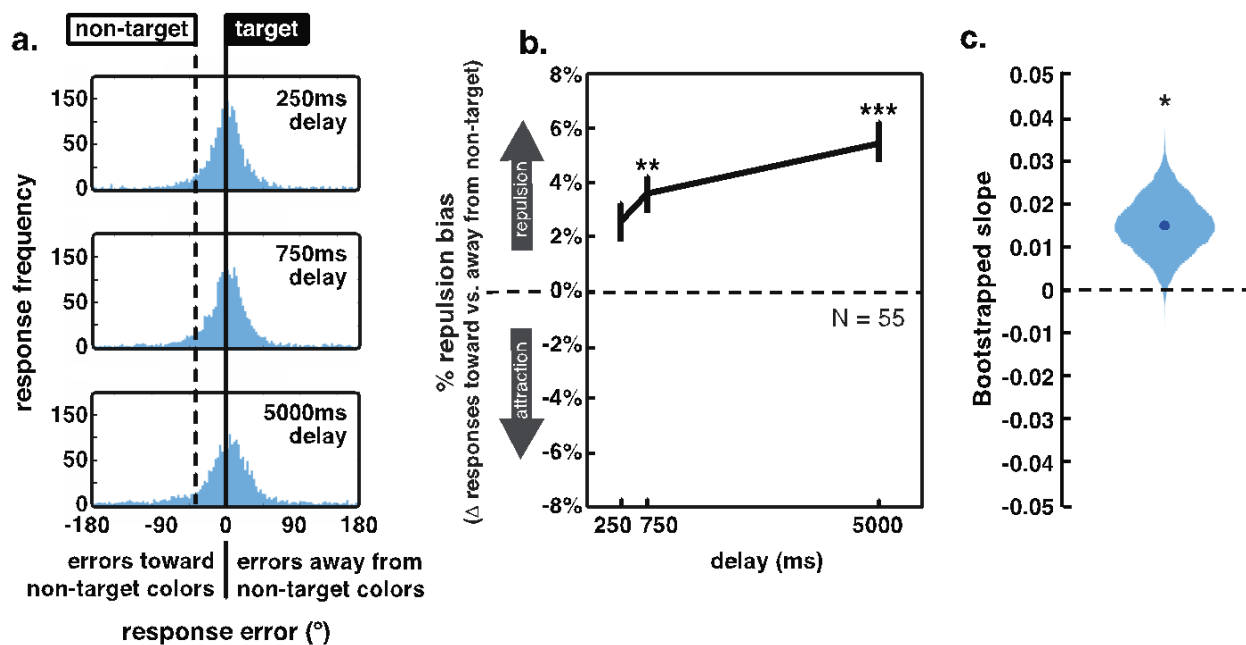 a.
non-target
target
250ms
delay
150
50
0
750ms
delay
150
50
0
5000ms
delay
150
50
0
response frequency
-180
-90
0
90
180
errors toward
non-target colors
errors away from
non-target colors
response error (°)
b.
% repulsion bias
(Δ responses toward vs. away from non-target)
repulsion
attraction
8%
6%
4%
2%
0%
-2%
-4%
-6%
-8%
**
***
N = 55
250
750
5000
delay (ms)
c.
Bootstrapped slope
0.05
0.04
0.03
0.02
0.01
0
-0.01
-0.02
-0.03
-0.04
-0.05
*